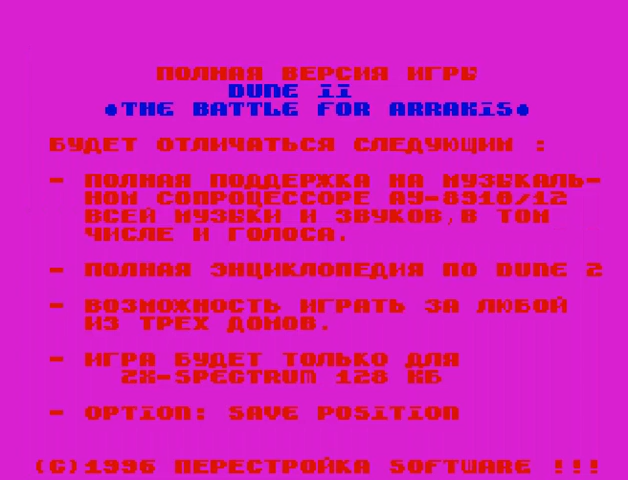 ПОЛНАЯ ВЕРСИЯ ИГРЫ
DUNE II
*THE BATTLE FOR ARRAKIS*
БУДЕТ ОТЛИЧАТЬСЯ СЛЕДУЮЩИМ :
- ПОЛНАЯ ПОДДЕРЖКА НА МУЗЫКАЛЬ-
НОМ СОПРОЦЕССОРЕ АУ-8910/12
ВСЕЙ МУЗЫКИ И ЗВУКОВ,В ТОМ
ЧИСЛЕ И ГОЛОСА.
- ПОЛНАЯ ЭНЦИКЛОПЕДИЯ ПО DUNE 2
- ВОЗМОЖНОСТЬ ИГРАТЬ ЗА ЛЮБОЙ
ИЗ ТРЕХ ДОМОВ.
- ИГРА БУДЕТ ТОЛЬКО ДЛЯ
ZX-SPECTRUM 128 КБ
- OPTION: SAVE POSITION
(C)1996 ПЕРЕСТРОЙКА SOFTWARE !!!